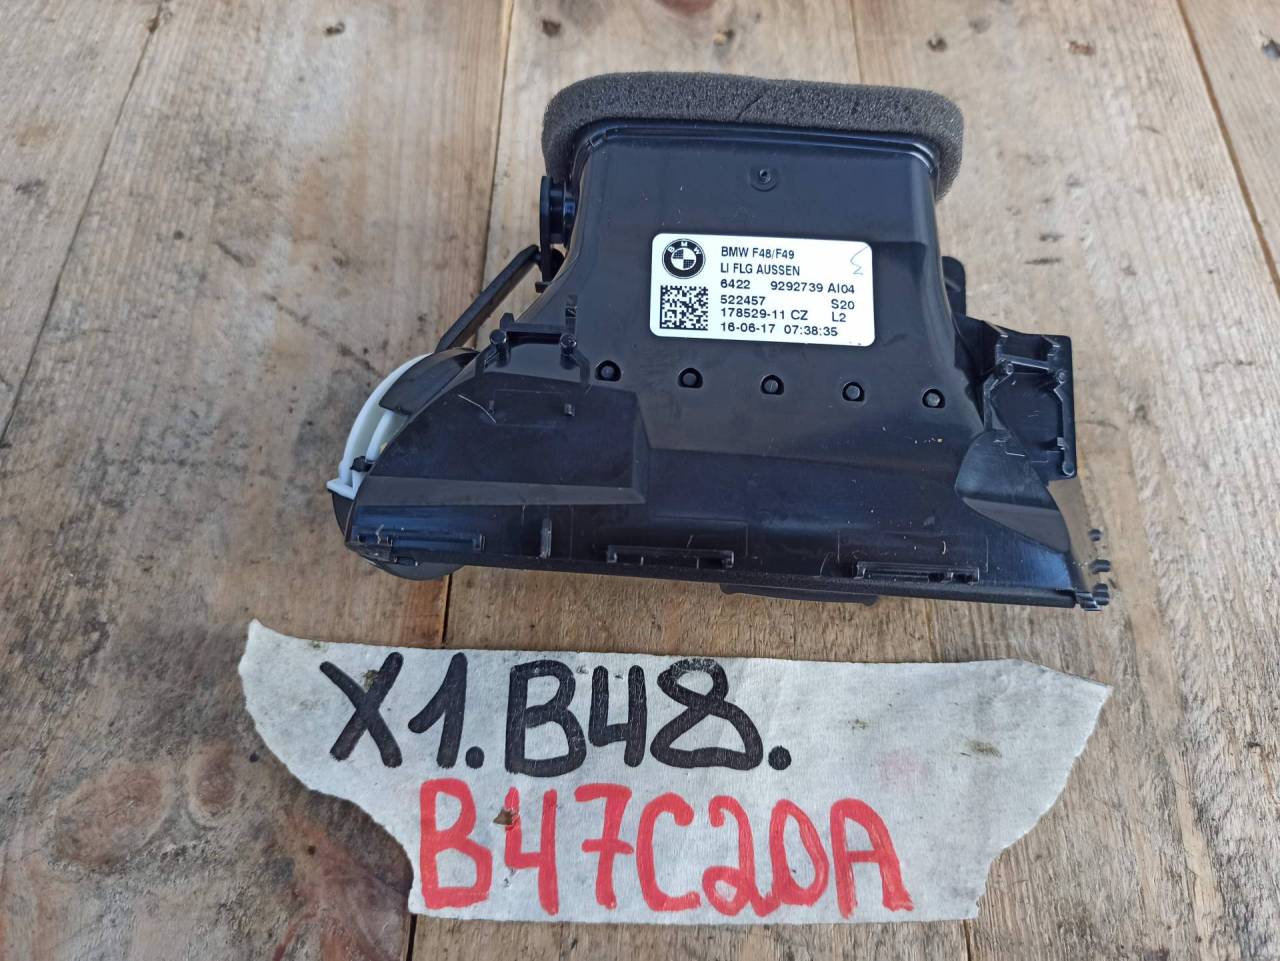 BMW
BMW F48/F49
LI FLG AUSSEN
6422 9292739 AI04
522457 S20
178529-11 CZ L2
16-06-17 07:38:35
X1.B48.
B47C20A